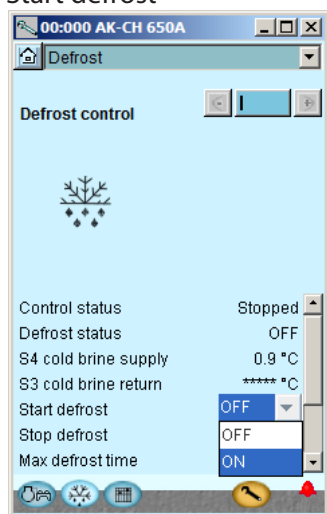 Start defrost
00:000 AK-CH 650A
Defrost
Defrost control
Control status Stopped
Defrost status OFF
S4 cold brine supply 0.9 °C
S3 cold brine return ***** °C
Start defrost OFF
Stop defrost OFF
Max defrost time ON